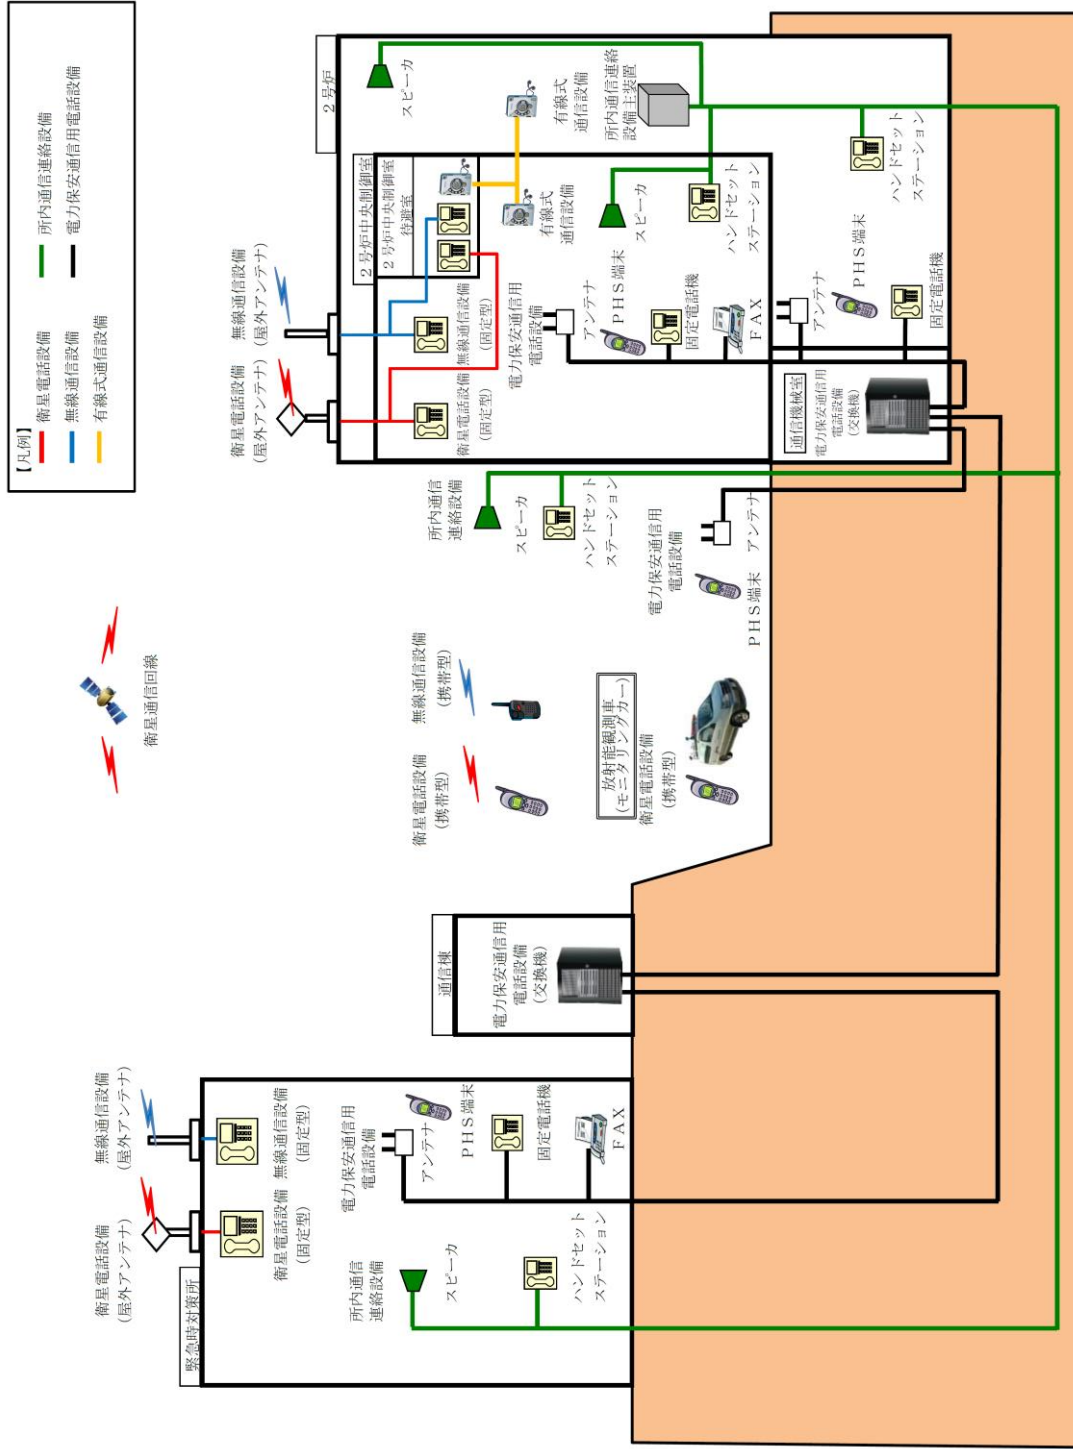 【凡例】
衛星電話設備
無線通信設備
有線式通信設備
所内通信連絡設備
電力保安通信用電話設備
衛星通信回線
緊急時対策所
衛星電話設備
(屋外アンテナ)
無線通信設備
(屋外アンテナ)
衛星電話設備
(固定型)
無線通信設備
(固定型)
所内通信
連絡設備
スピーカ
ハンドセット
ステーション
電力保安通信用
電話設備
アンテナ
PHS端末
固定電話機
FAX
通信棟
電力保安通信用
電話設備
(交換機)
衛星電話設備
(携帯型)
無線通信設備
(携帯型)
放射能観測車
(モニタリングカー)
衛星電話設備
(携帯型)
所内通信
連絡設備
スピーカ
ハンドセット
ステーション
電力保安通信用
電話設備
アンテナ
PHS端末
2号炉
衛星電話設備
(屋外アンテナ)
無線通信設備
(屋外アンテナ)
2号炉中央制御室
2号炉中央制御室
待避室
衛星電話設備
(固定型)
無線通信設備
(固定型)
電力保安通信用
電話設備
アンテナ
PHS端末
固定電話機
FAX
有線式
通信設備
スピーカ
ハンドセット
ステーション
スピーカ
有線式
通信設備
所内通信連絡
設備主装置
通信機械室
電力保安通信用
電話設備
(交換機)
アンテナ
PHS端末
固定電話機
ハンドセット
ステーション